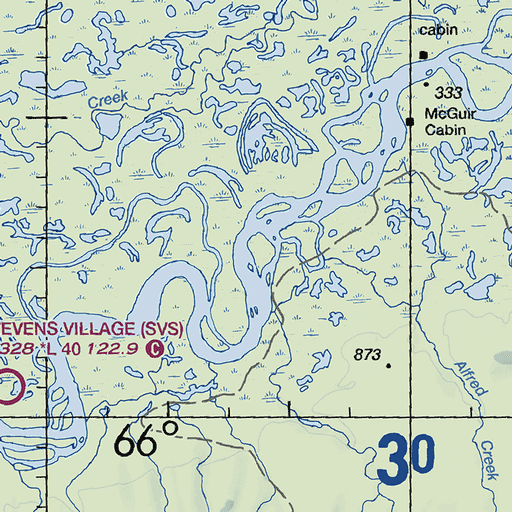 cabin
333
Creek
McGuir
Cabin
EVENS VILLAGE (SVS)
328 *L 40 122.9 C
873
Alfred
Creek
66°
30